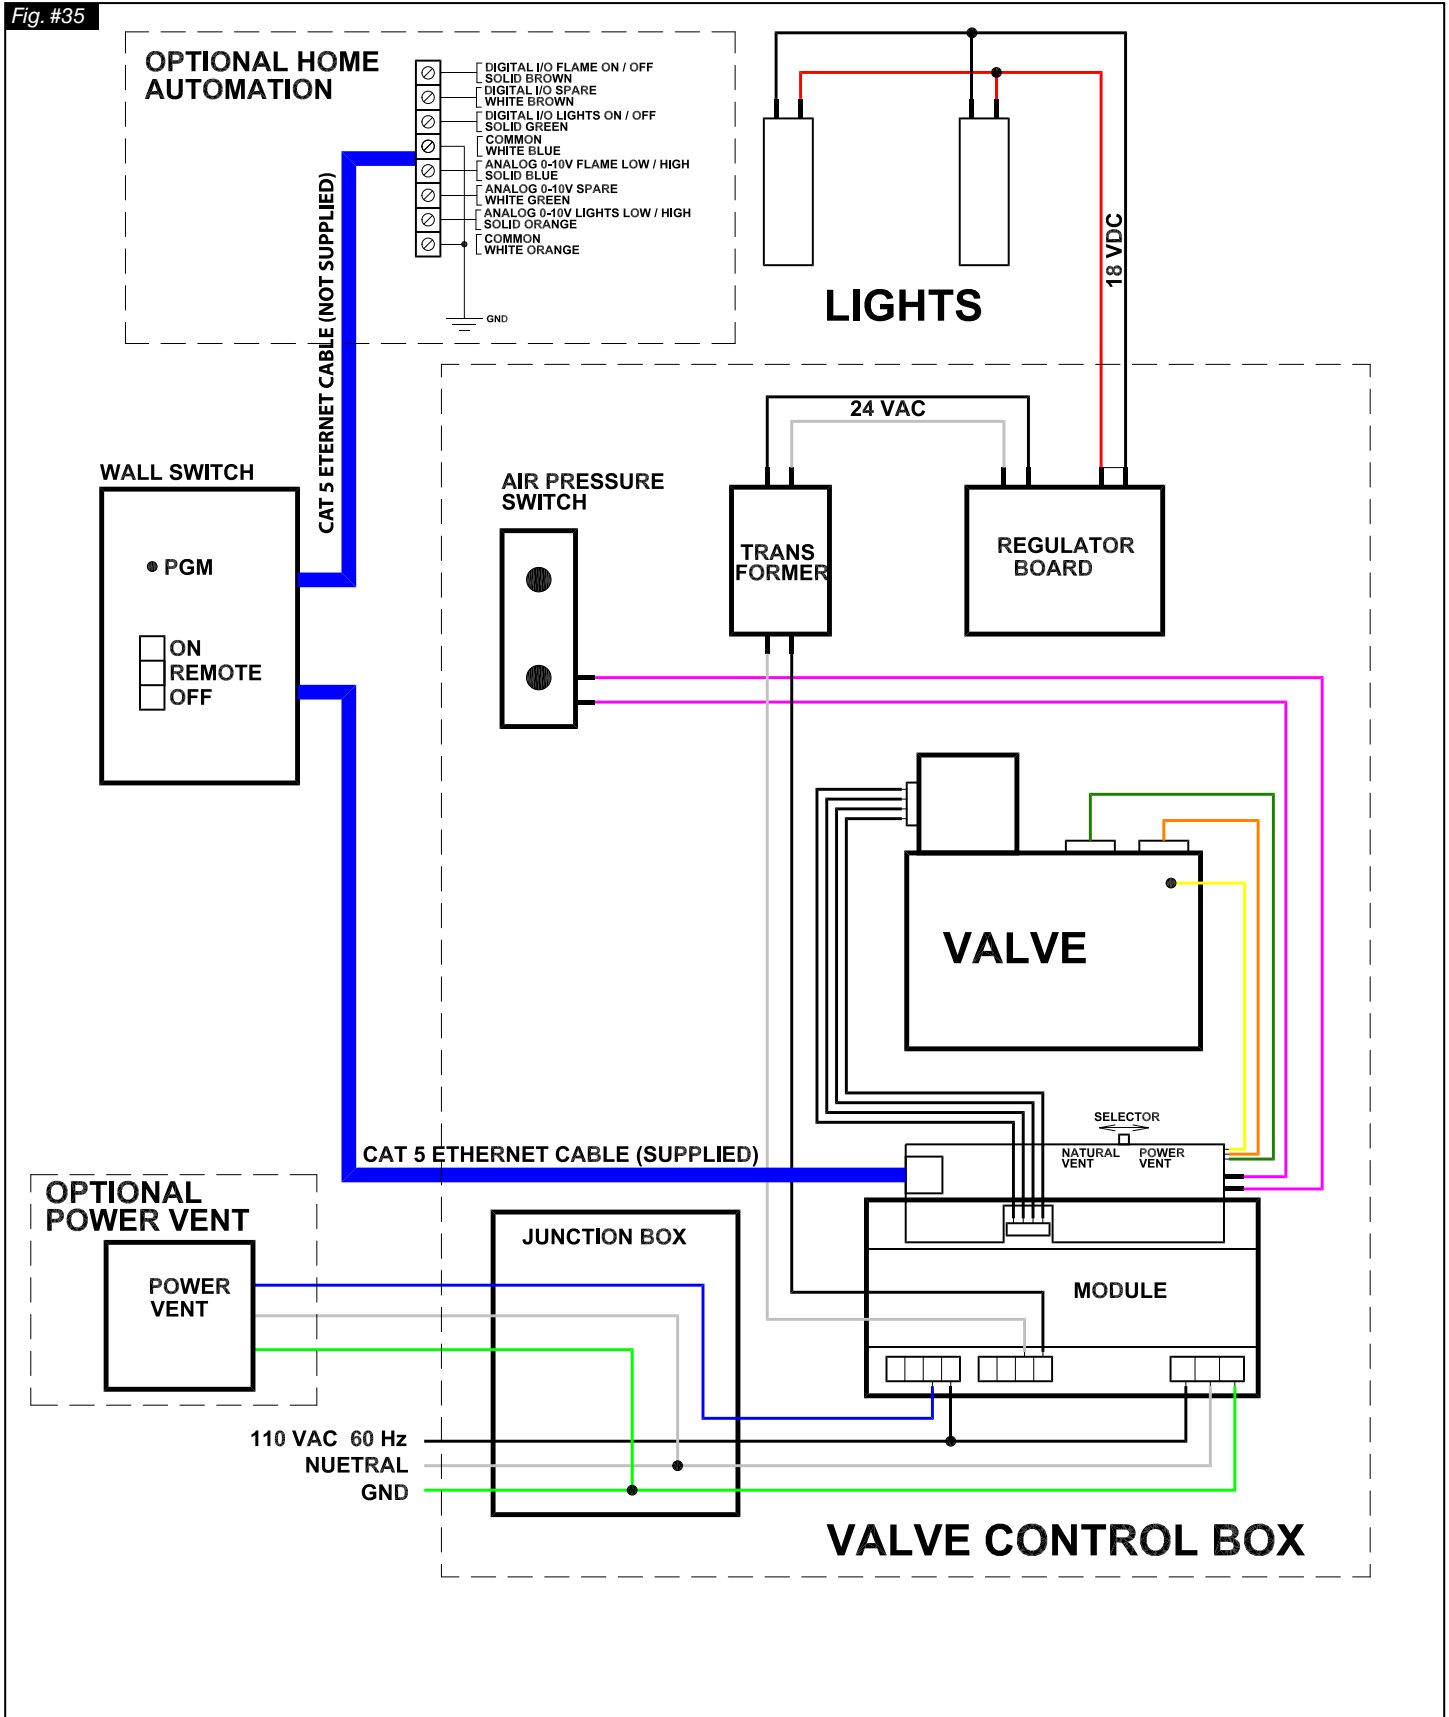 Fig. #35
OPTIONAL HOME
AUTOMATION
DIGITAL I/O FLAME ON / OFF
SOLID BROWN
DIGITAL I/O SPARE
WHITE BROWN
DIGITAL I/O LIGHTS ON / OFF
SOLID GREEN
COMMON
WHITE BLUE
ANALOG 0-10V FLAME LOW / HIGH
SOLID BLUE
ANALOG 0-10V SPARE
WHITE GREEN
ANALOG 0-10V LIGHTS LOW / HIGH
SOLID ORANGE
COMMON
WHITE ORANGE
GND
CAT 5 ETERNET CABLE (NOT SUPPLIED)
LIGHTS
18 VDC
24 VAC
WALL SWITCH
PGM
ON
REMOTE
OFF
AIR PRESSURE
SWITCH
TRANS
FORMER
REGULATOR
BOARD
VALVE
SELECTOR
NATURAL
VENT
POWER
VENT
CAT 5 ETHERNET CABLE (SUPPLIED)
OPTIONAL
POWER VENT
POWER
VENT
JUNCTION BOX
MODULE
110 VAC 60 Hz
NUETRAL
GND
VALVE CONTROL BOX